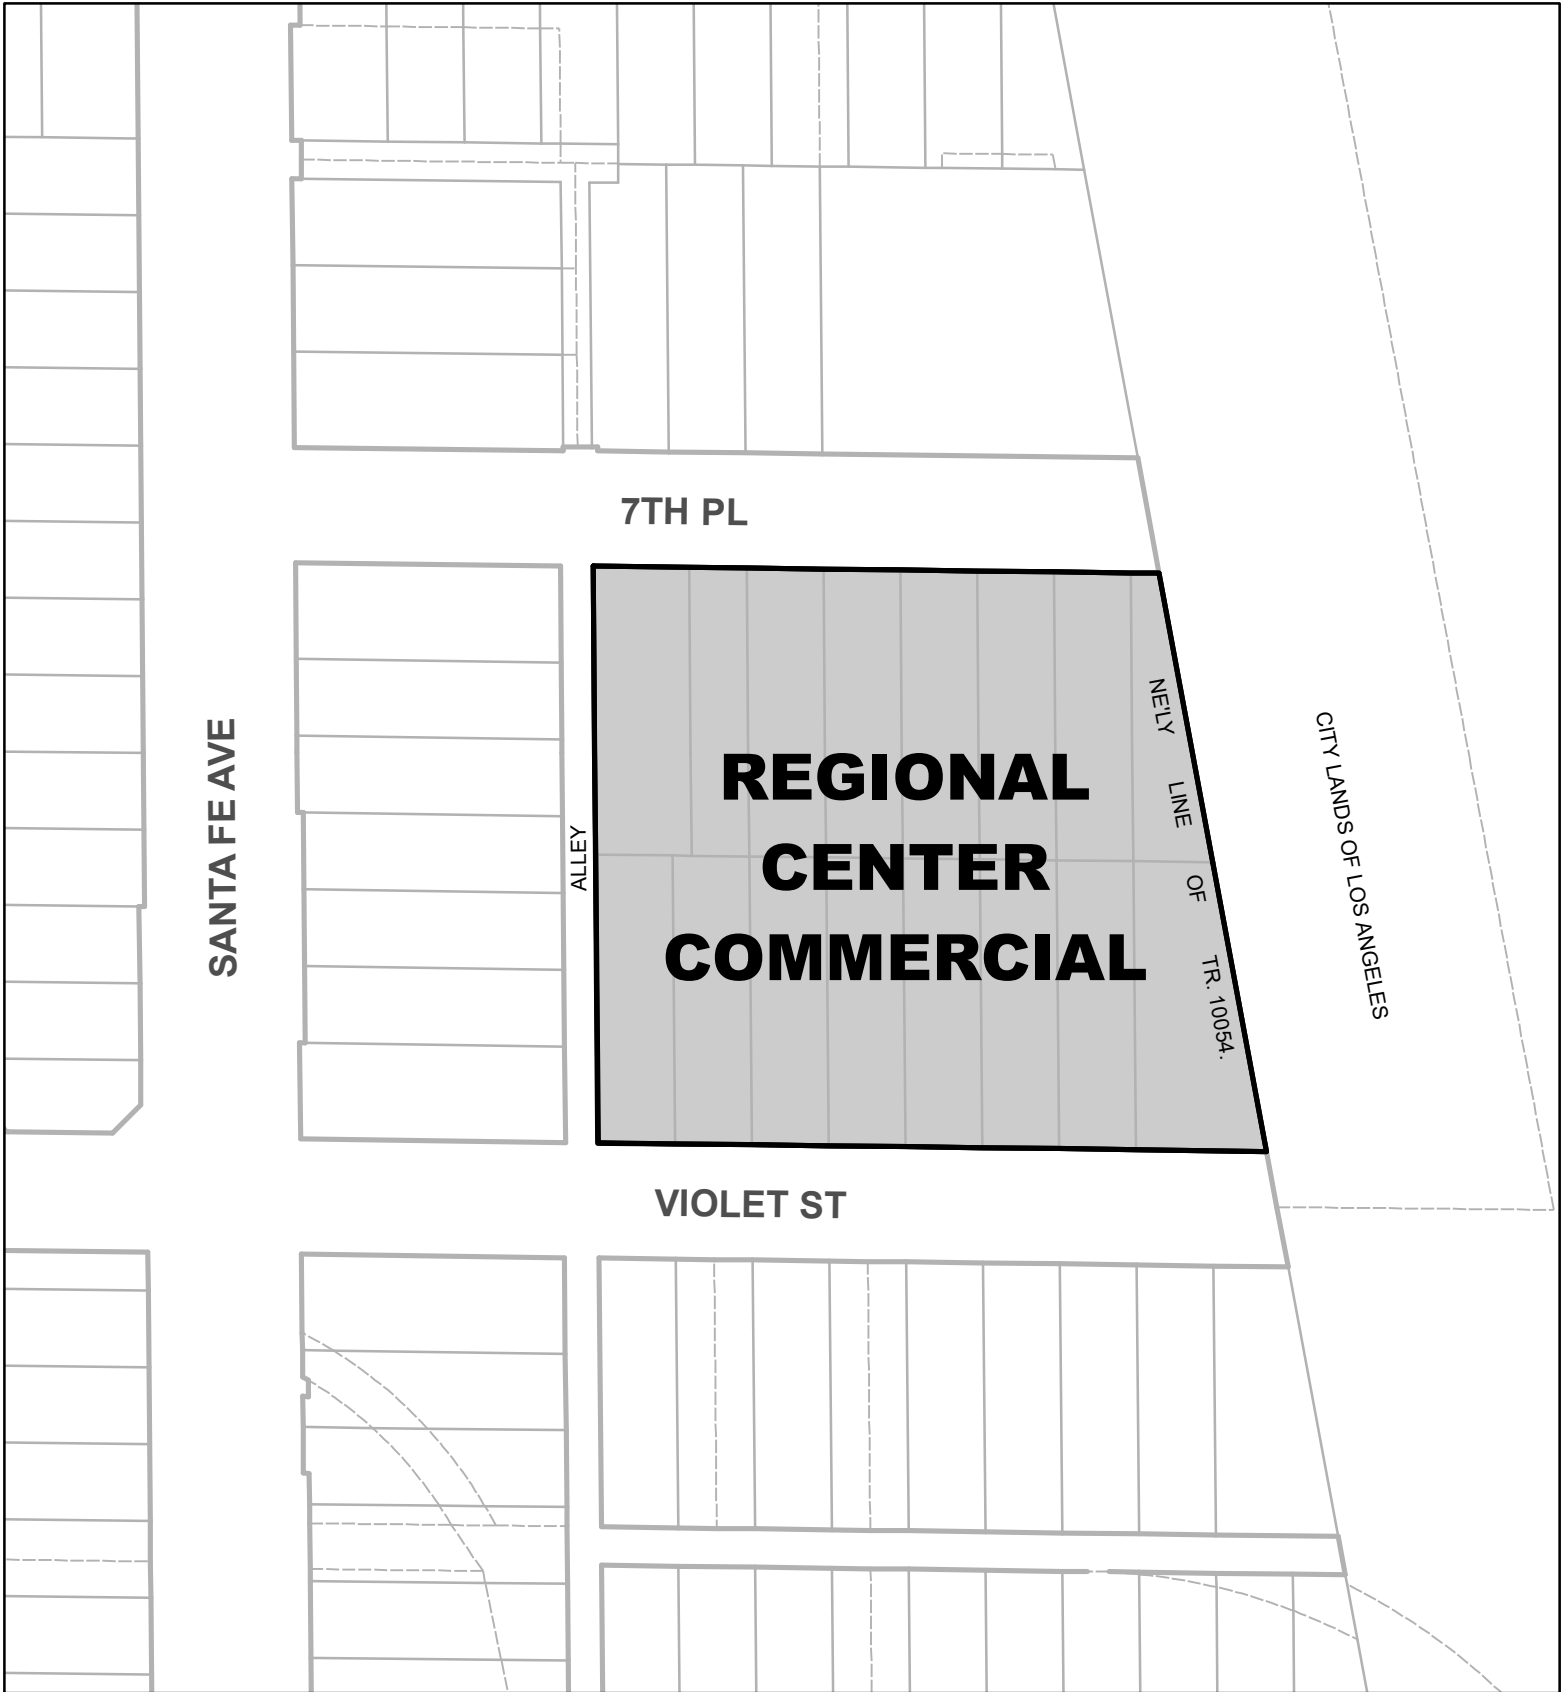 7TH PL
SANTA FE AVE
ALLEY
REGIONAL
CENTER
COMMERCIAL
NE'LY LINE OF TR. 10054.
CITY LANDS OF LOS ANGELES
VIOLET ST